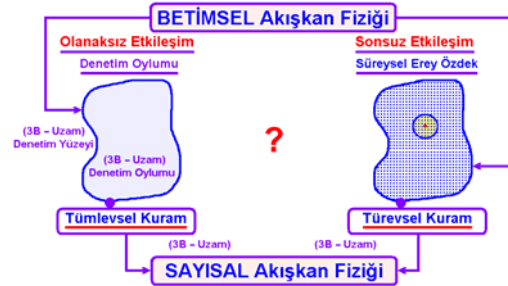 BETİMSEL Akışkan Fiziği
Olanaksız Etkileşim
Sonsuz Etkileşim
Denetim Oylumu
Süreysel Erey Özdek
(3B – Uzam)
Denetim Yüzeyi
(3B – Uzam)
Denetim Oylumu
?
Tümlevsel Kuram
Türevsel Kuram
(3B – Uzam)
(3B – Uzam)
SAYISAL Akışkan Fiziği